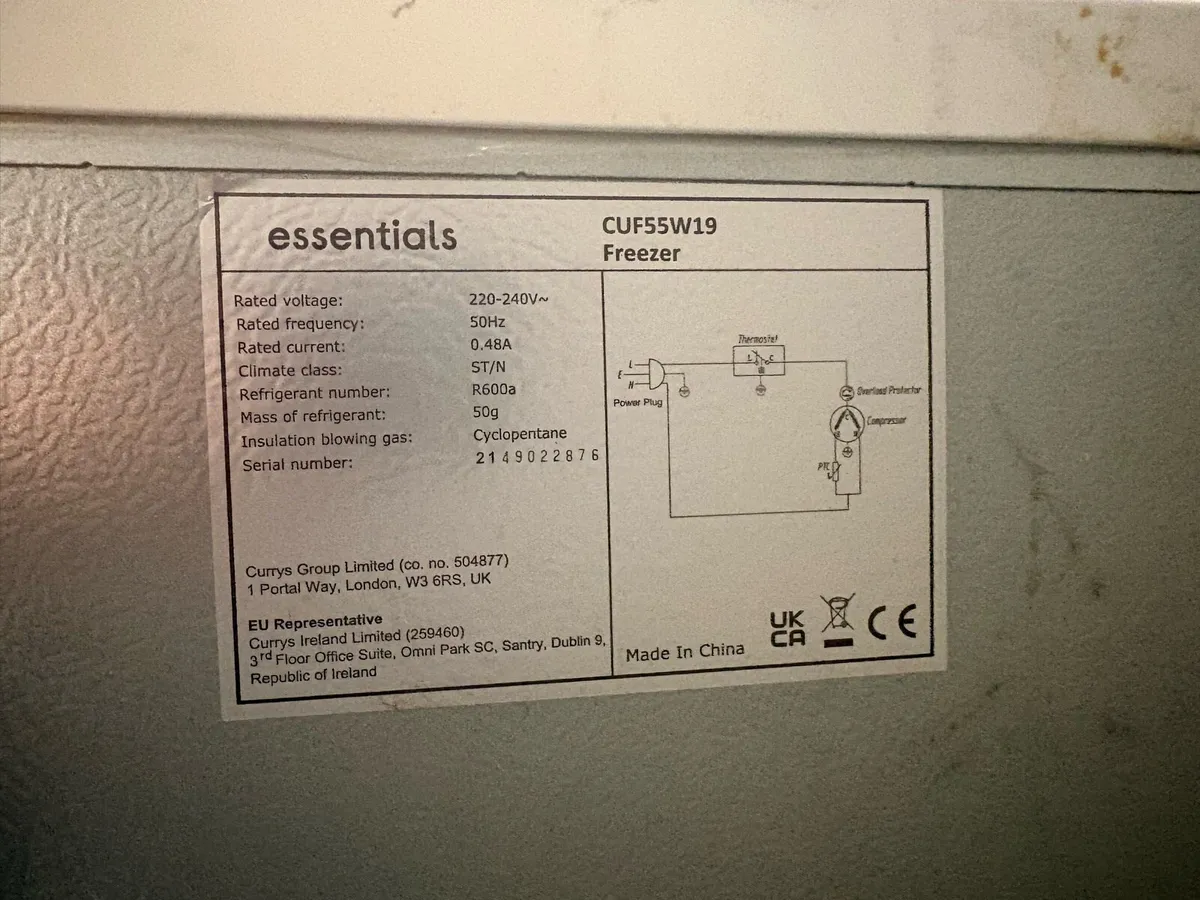 essentials
CUF55W19
Freezer
Rated voltage: 220-240V~
Rated frequency: 50Hz
Rated current: 0.48A
Climate class: ST/N
Refrigerant number: R600a
Mass of refrigerant: 50g
Insulation blowing gas: Cyclopentane
Serial number: 2149022876
Currys Group Limited (co. no. 504877)
1 Portal Way, London, W3 6RS, UK
EU Representative
Currys Ireland Limited (259460)
3rd Floor Office Suite, Omni Park SC, Santry, Dublin 9,
Republic of Ireland
Thermostat
L C
L
E
N
Power Plug
Overload Protector
Compressor
PTC
Made In China
UK
CA
CE